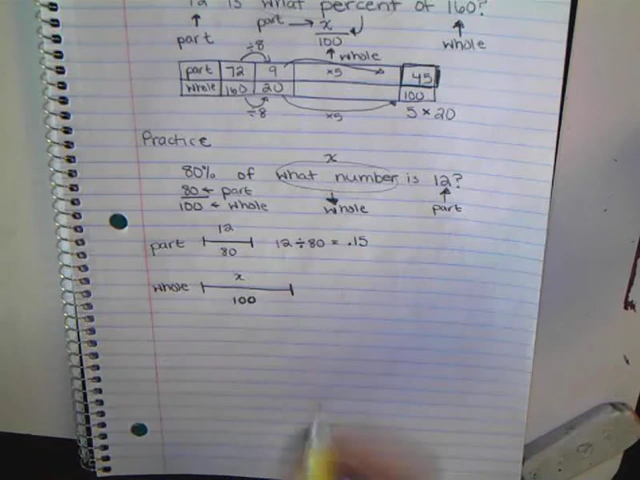 72 is what percent of 160?
part → x
100
part
whole
whole
÷8
part 72 9 ×5 45
whole 160 20 100
÷8 ×5 5 × 20
Practice
x
80% of what number is 12?
80 ← part
100 ← whole
whole
part
12
part 12÷80 = .15
80
x
whole
100